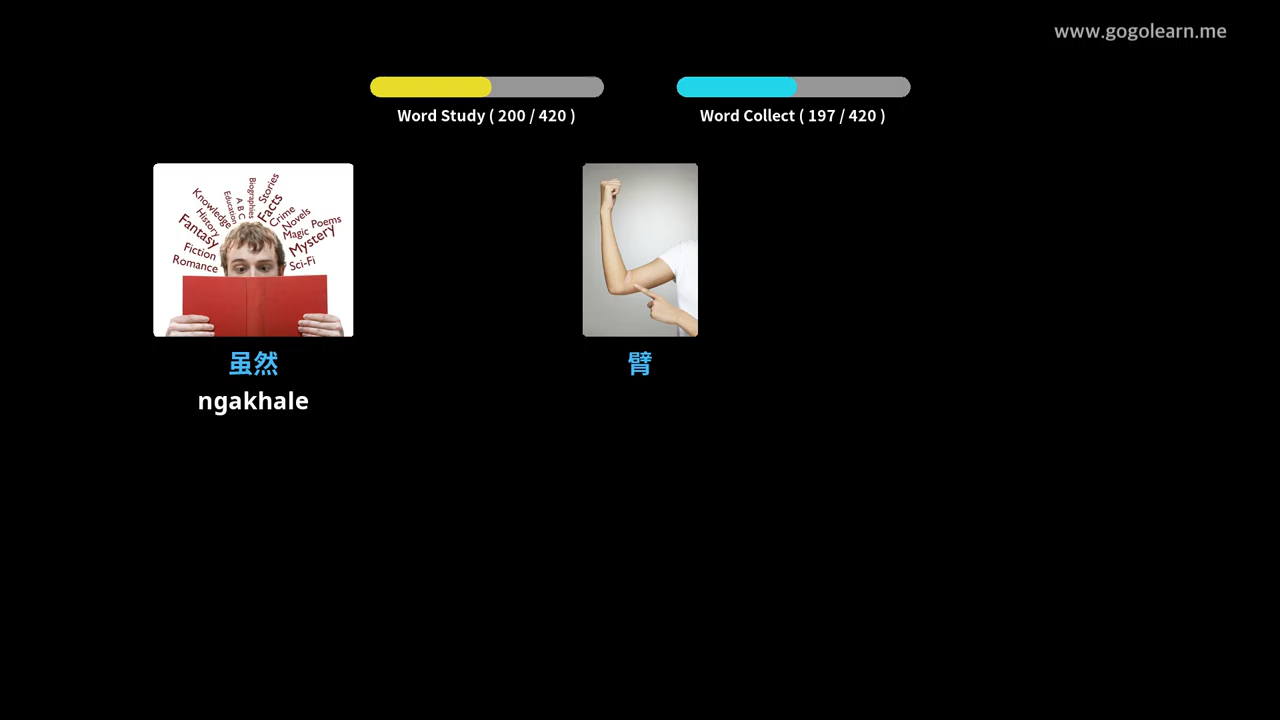 www.gogolearn.me
Word Study ( 200 / 420 )
Word Collect ( 197 / 420 )
Knowledge
History
Fantasy
Fiction
Romance
Education
A B C
Biographies
Stories
Facts
Crime
Novels
Magic
Poems
Mystery
Sci-Fi
虽然
臂
ngakhale